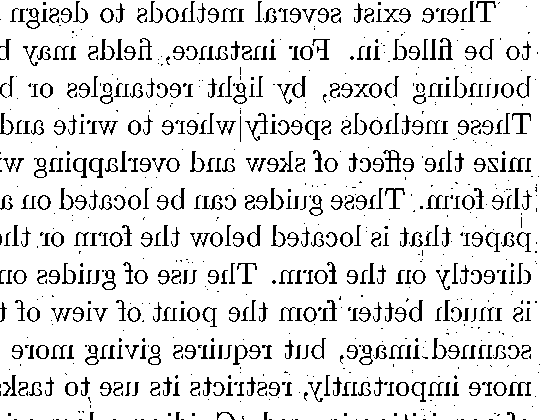 There exist several methods to design
to be filled in. For instance, fields may b
bounding boxes, by light rectangles or b
These methods specify where to write and
mize the effect of skew and overlapping wi
the form. These guides can be located on a
paper that is located below the form or the
directly on the form. The use of guides on
is much better from the point of view of t
scanned image, but requires giving more
more importantly, restricts its use to tasks